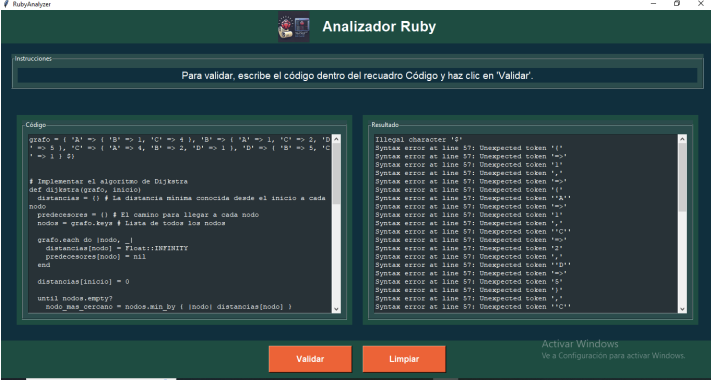 RubyAnalyzer
Analizador Ruby
Instrucciones
Para validar, escribe el código dentro del recuadro Código y haz clic en 'Validar'.
Código
grafo = { 'A' => { 'B' => 1, 'C' => 4 }, 'B' => { 'A' => 1, 'C' => 2, 'D
' => 5 }, 'C' => { 'A' => 4, 'B' => 2, 'D' => 1 }, 'D' => { 'B' => 5, 'C
' => 1 } $}
# Implementar el algoritmo de Dijkstra
def dijkstra(grafo, inicio)
distancias = {} # La distancia mínima conocida desde el inicio a cada
nodo
predecesores = {} # El camino para llegar a cada nodo
nodos = grafo.keys # Lista de todos los nodos
grafo.each do |nodo, _|
distancias[nodo] = Float::INFINITY
predecesores[nodo] = nil
end
distancias[inicio] = 0
until nodos.empty?
nodo_mas_cercano = nodos.min_by { |nodo| distancias[nodo] }
Resultado
Illegal character '$'
Syntax error at line 57: Unexpected token '{'
Syntax error at line 57: Unexpected token '=>'
Syntax error at line 57: Unexpected token '1'
Syntax error at line 57: Unexpected token ','
Syntax error at line 57: Unexpected token '=>'
Syntax error at line 57: Unexpected token '{'
Syntax error at line 57: Unexpected token ''A''
Syntax error at line 57: Unexpected token '=>'
Syntax error at line 57: Unexpected token '1'
Syntax error at line 57: Unexpected token ','
Syntax error at line 57: Unexpected token ''C''
Syntax error at line 57: Unexpected token '=>'
Syntax error at line 57: Unexpected token '2'
Syntax error at line 57: Unexpected token ','
Syntax error at line 57: Unexpected token ''D''
Syntax error at line 57: Unexpected token '=>'
Syntax error at line 57: Unexpected token '5'
Syntax error at line 57: Unexpected token '}'
Syntax error at line 57: Unexpected token ','
Syntax error at line 57: Unexpected token ''C''
Validar
Limpiar
Activar Windows
Ve a Configuración para activar Windows.